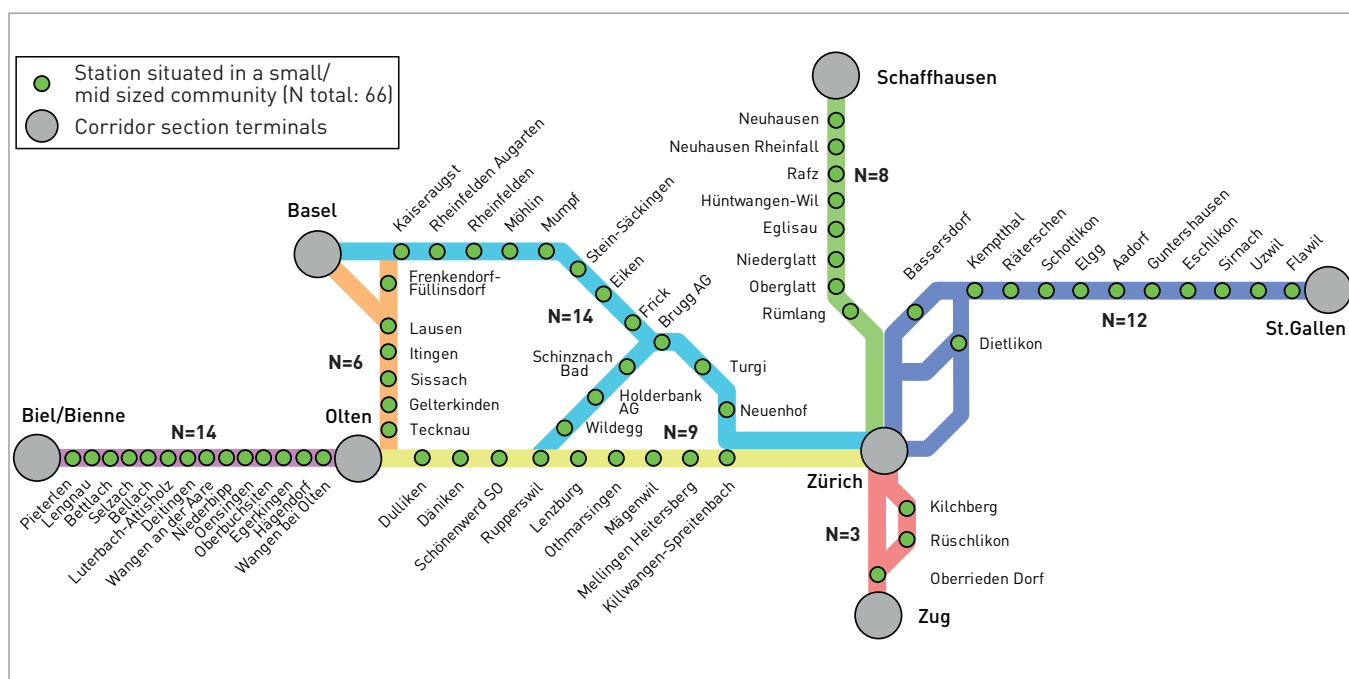 Station situated in a small/
mid sized community (N total: 66)
Corridor section terminals
Schaffhausen
Neuhausen
Neuhausen Rheinfall
Rafz
N=8
Hüntwangen-Wil
Eglisau
Niederglatt
Oberglatt
Rümlang
Basel
Kaiseraugst
Rheinfelden Augarten
Rheinfelden
Möhlin
Mumpf
Stein-Säckingen
Eiken
Frick
Brugg AG
N=14
Turgi
Neuenhof
Schinznach
Bad
Holderbank
AG
Wildegg
Frenkendorf-
Füllinsdorf
Lausen
Itingen
N=6
Sissach
Gelterkinden
Tecknau
Bassersdorf
Kemptthal
Räterschen
Schottikon
Elgg
Aadorf
Guntershausen
Eschlikon
Sirnach
Uzwil
Flawil
N=12
St.Gallen
Dietlikon
Biel/Bienne
N=14
Olten
Pieterlen
Lengnau
Bettlach
Selzach
Bellach
Luterbach-Attisholz
Deitingen
Wangen an der Aare
Niederbipp
Oensingen
Oberbuchsiten
Egerkingen
Hägendorf
Wangen bei Olten
N=9
Dulliken
Däniken
Schönenwerd SO
Rupperswil
Lenzburg
Othmarsingen
Mägenwil
Mellingen Heitersberg
Killwangen-Spreitenbach
Zürich
Kilchberg
N=3
Rüschlikon
Oberrieden Dorf
Zug